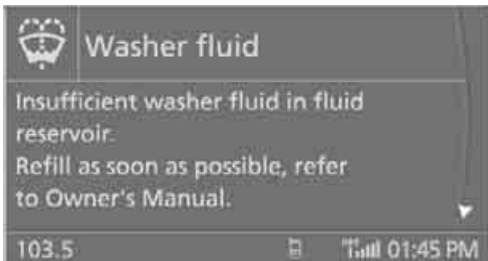 Washer fluid
Insufficient washer fluid in fluid
reservoir.
Refill as soon as possible, refer
to Owner's Manual.
103.5 01:45 PM